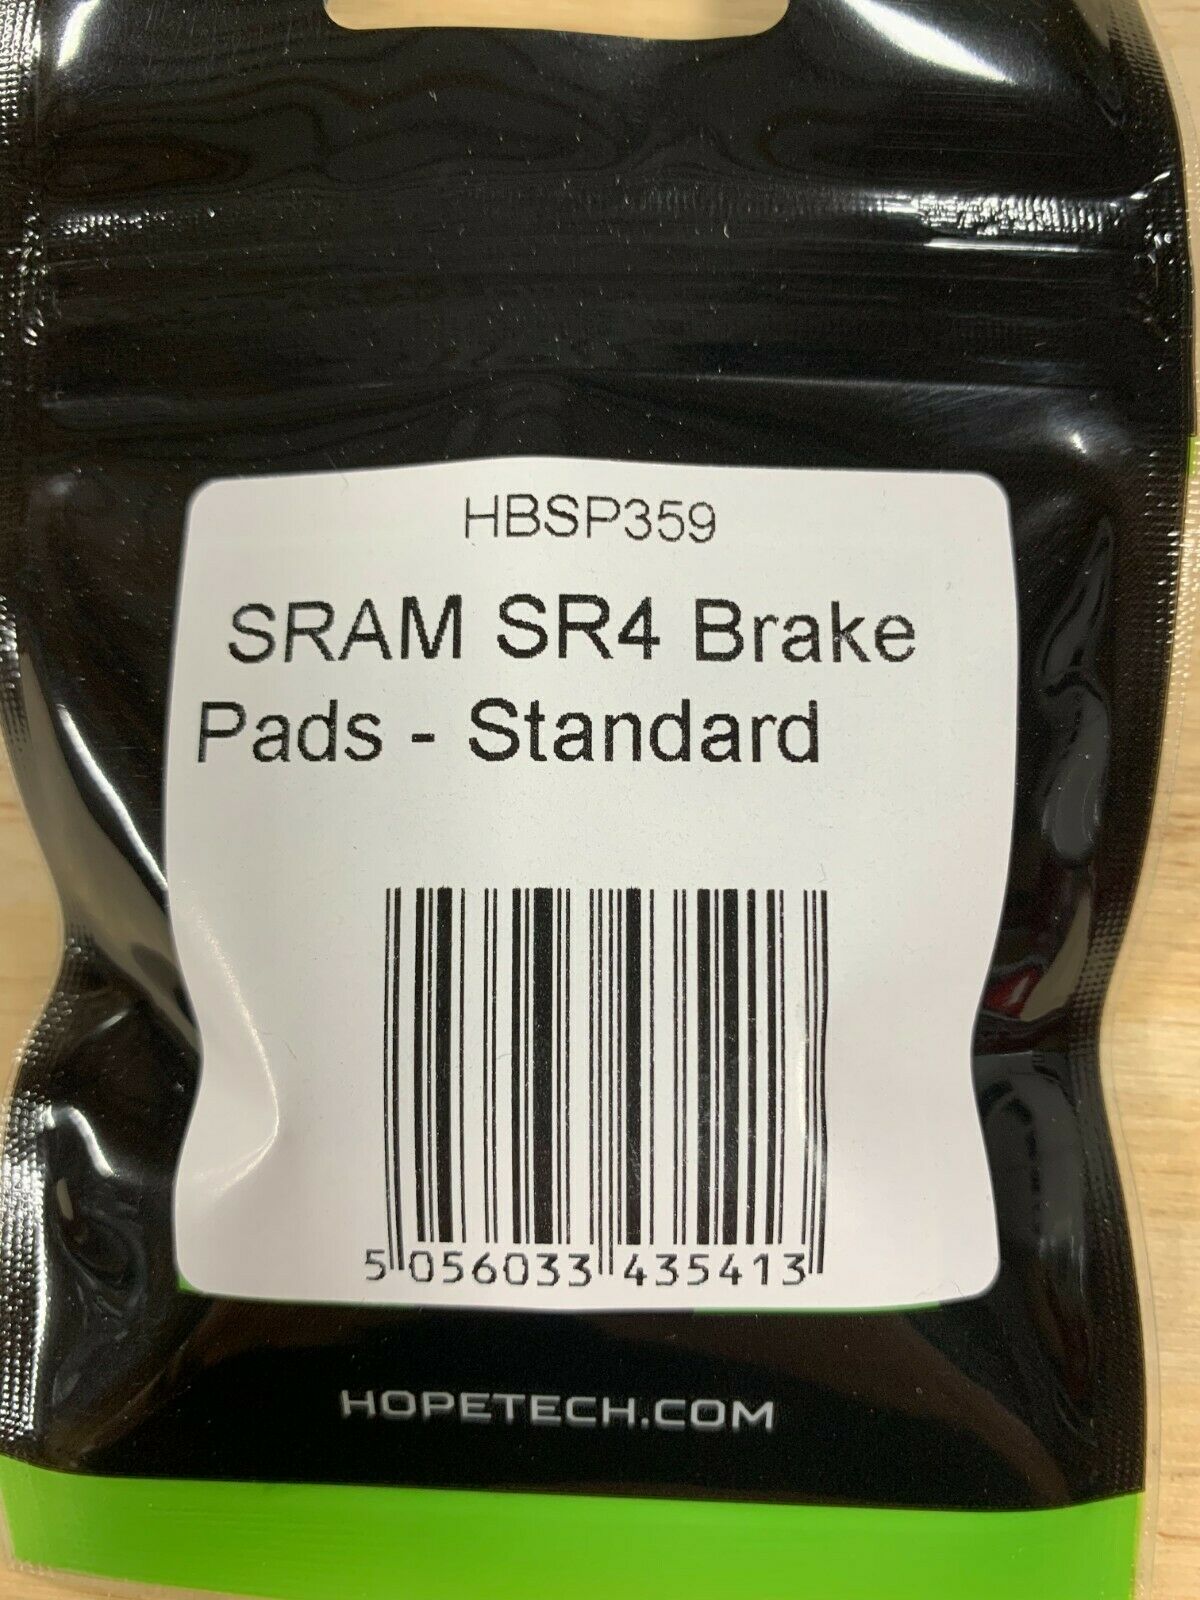 HBSP359
SRAM SR4 Brake
Pads - Standard
5 056033 435413
HOPETECH.COM